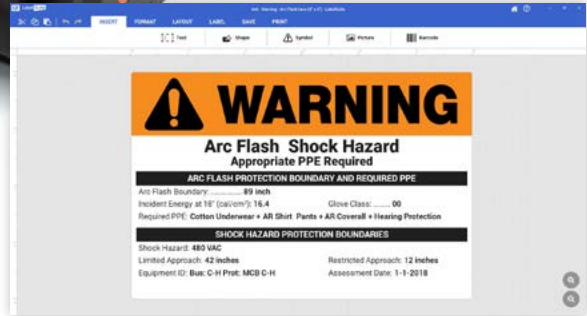 INSERT FORMAT LAYOUT LABEL SAVE PRINT
Text Shape Symbol Picture Barcode
WARNING
Arc Flash Shock Hazard
Appropriate PPE Required
ARC FLASH PROTECTION BOUNDARY AND REQUIRED PPE
Arc Flash Boundary: ............. 89 inch
Incident Energy at 18" (cal/cm²): 16.4 Glove Class: ....... 00
Required PPE: Cotton Underwear + AR Shirt Pants + AR Coverall + Hearing Protection
SHOCK HAZARD PROTECTION BOUNDARIES
Shock Hazard: 480 VAC
Limited Approach: 42 inches Restricted Approach: 12 inches
Equipment ID: Bus: C-H Prot: MCB C-H Assessment Date: 1-1-2018